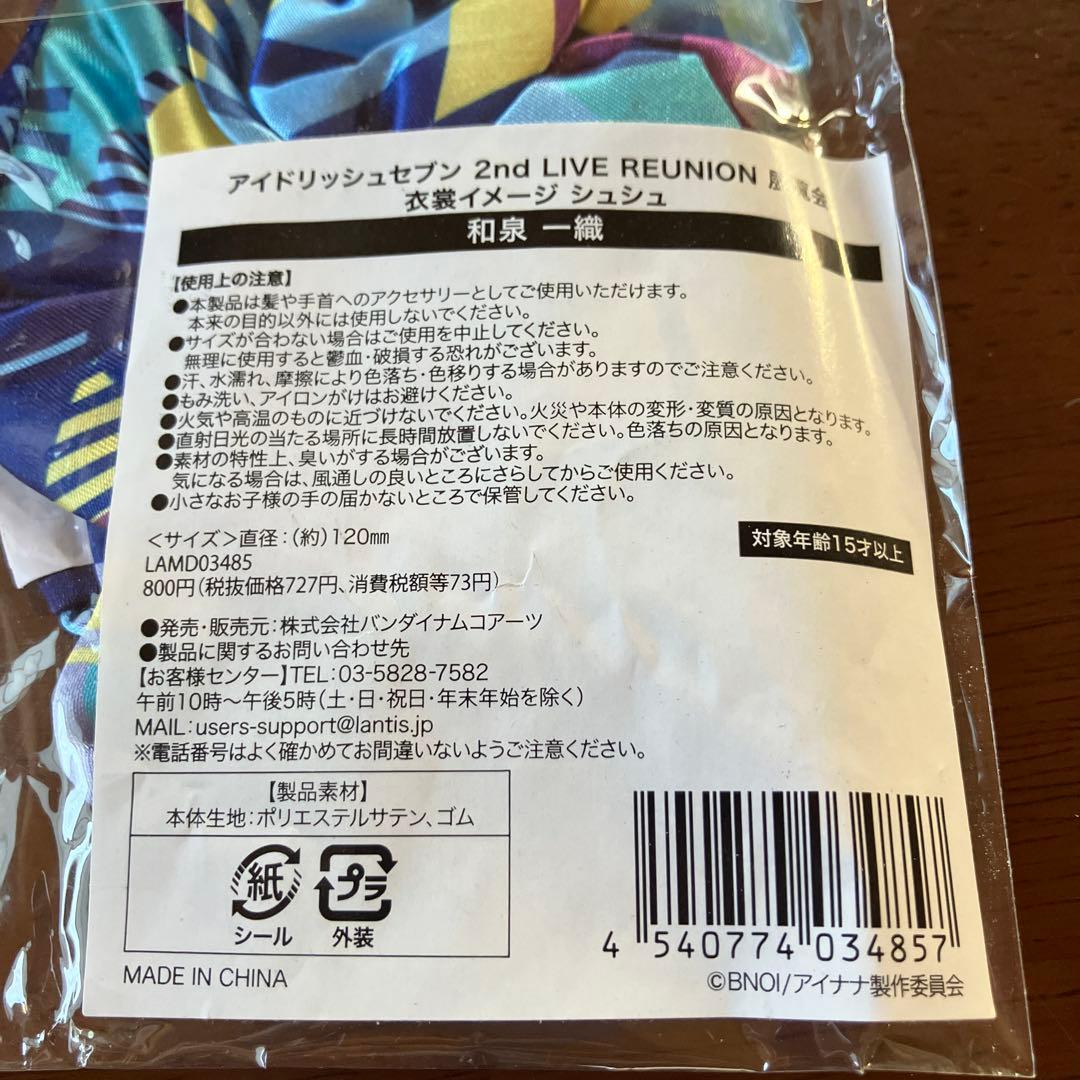 アイドリッシュセブン 2nd LIVE REUNION 展覧会
衣裳イメージ シュシュ
和泉 一織
【使用上の注意】
●本製品は髪や手首へのアクセサリーとしてご使用いただけます。
本来の目的以外には使用しないでください。
●サイズが合わない場合はご使用を中止してください。
無理に使用すると鬱血・破損する恐れがございます。
●汗、水濡れ、摩擦により色落ち・色移りする場合がありますのでご注意ください。
●もみ洗い、アイロンがけはお避けください。
●火気や高温のものに近づけないでください。火災や本体の変形・変質の原因となります。
●直射日光の当たる場所に長時間放置しないでください。色落ちの原因となります。
●素材の特性上、臭いがする場合がございます。
気になる場合は、風通しの良いところにさらしてからご使用ください。
●小さなお子様の手の届かないところで保管してください。
＜サイズ＞直径：(約)120㎜
対象年齢15才以上
LAMD03485
800円(税抜価格727円、消費税額等73円)
●発売・販売元：株式会社バンダイナムコアーツ
●製品に関するお問い合わせ先
【お客様センター】TEL：03-5828-7582
午前10時～午後5時(土・日・祝日・年末年始を除く)
MAIL：users-support@lantis.jp
※電話番号はよく確かめてお間違いないようご注意ください。
【製品素材】
本体生地：ポリエステルサテン、ゴム
紙 プラ
シール 外装
4 540774 034857
MADE IN CHINA
©BNOI/アイナナ製作委員会